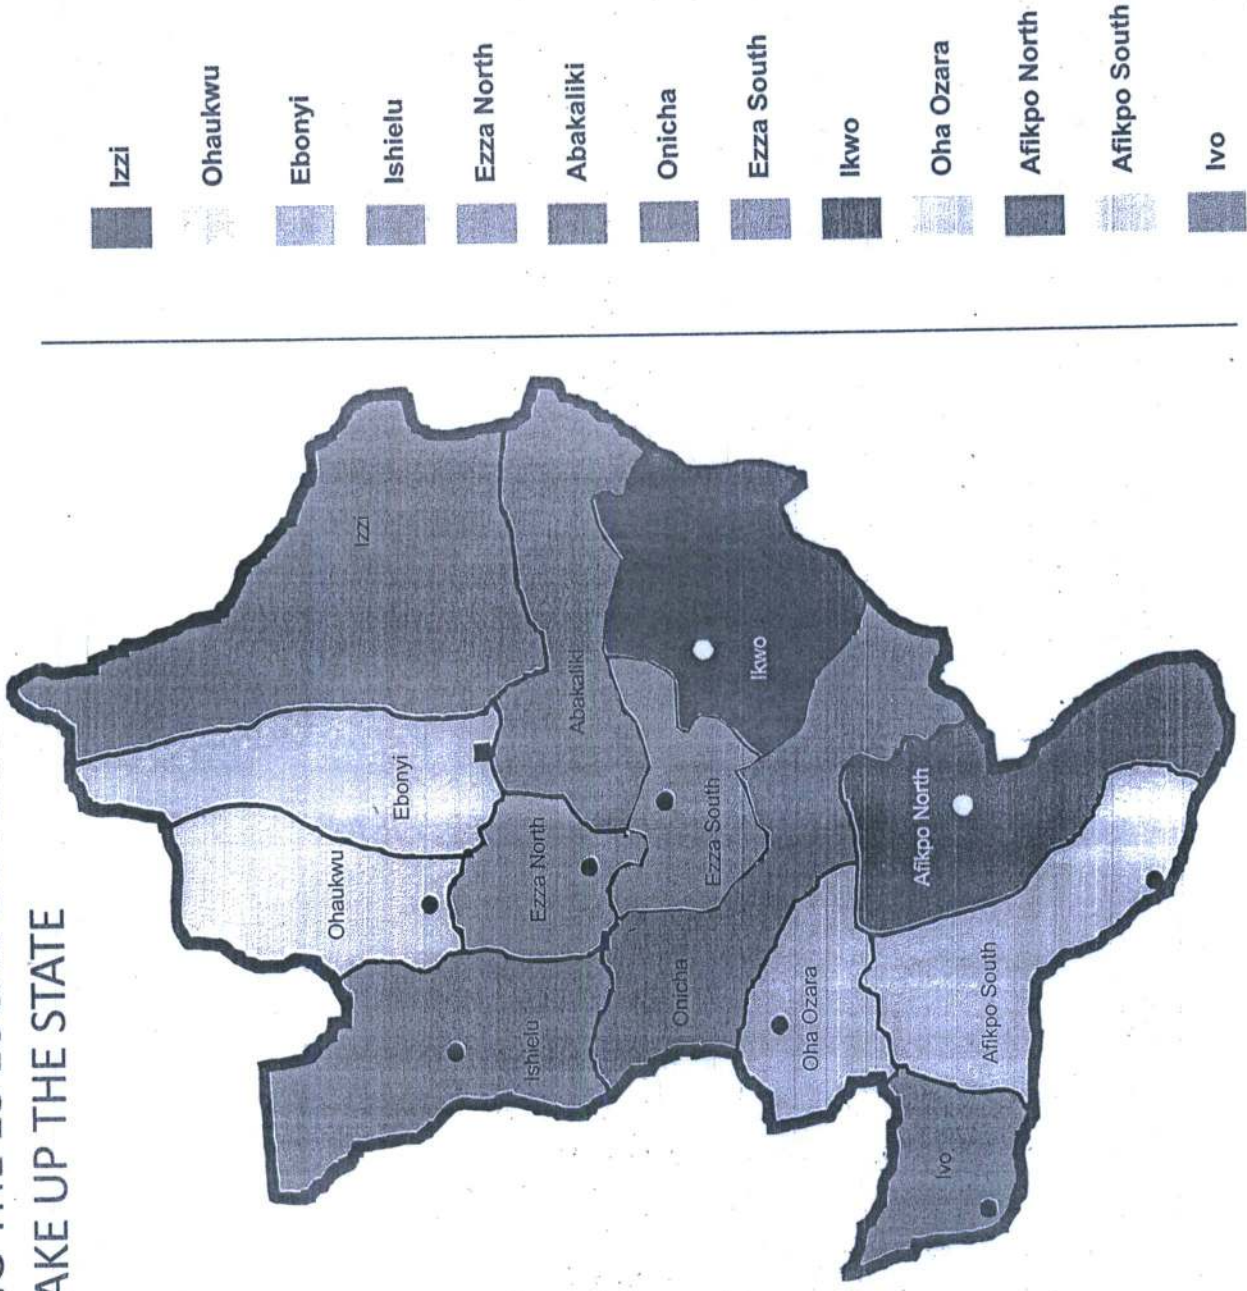 AKE UP THE STATE
Izzi
Ohaukwu
Ebonyi
Ishielu
Ezza North
Abakaliki
Onicha
Ezza South
Ikwo
Oha Ozara
Afikpo North
Afikpo South
Ivo
Izzi
Ebonyi
Ohaukwu
Abakaliki
Ezza North
Ishielu
Ikwo
Ezza South
Onicha
Oha Ozara
Afikpo North
Afikpo South
Ivo